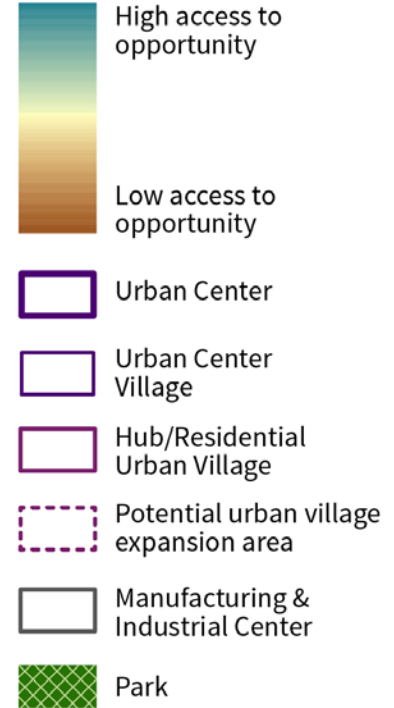 High access to
opportunity
Low access to
opportunity
Urban Center
Urban Center
Village
Hub/Residential
Urban Village
Potential urban village
expansion area
Manufacturing &
Industrial Center
Park